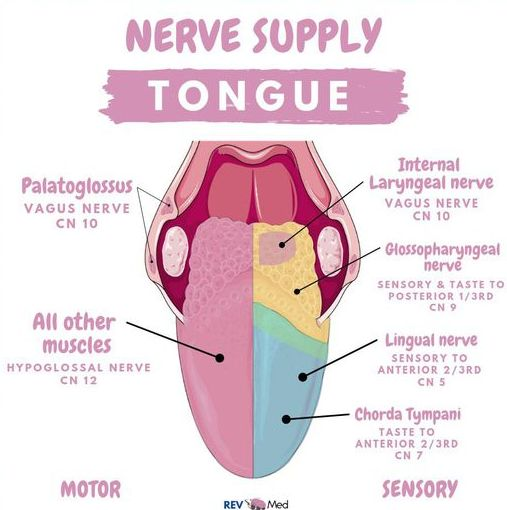 NERVE SUPPLY
TONGUE
Palatoglossus
VAGUS NERVE
CN 10
All other
muscles
HYPOGLOSSAL NERVE
CN 12
MOTOR
Internal
Laryngeal nerve
VAGUS NERVE
CN 10
Glossopharyngeal
nerve
SENSORY & TASTE TO
POSTERIOR 1/3RD
CN 9
Lingual nerve
SENSORY TO
ANTERIOR 2/3RD
CN 5
Chorda Tympani
TASTE TO
ANTERIOR 2/3RD
CN 7
SENSORY
REV Med